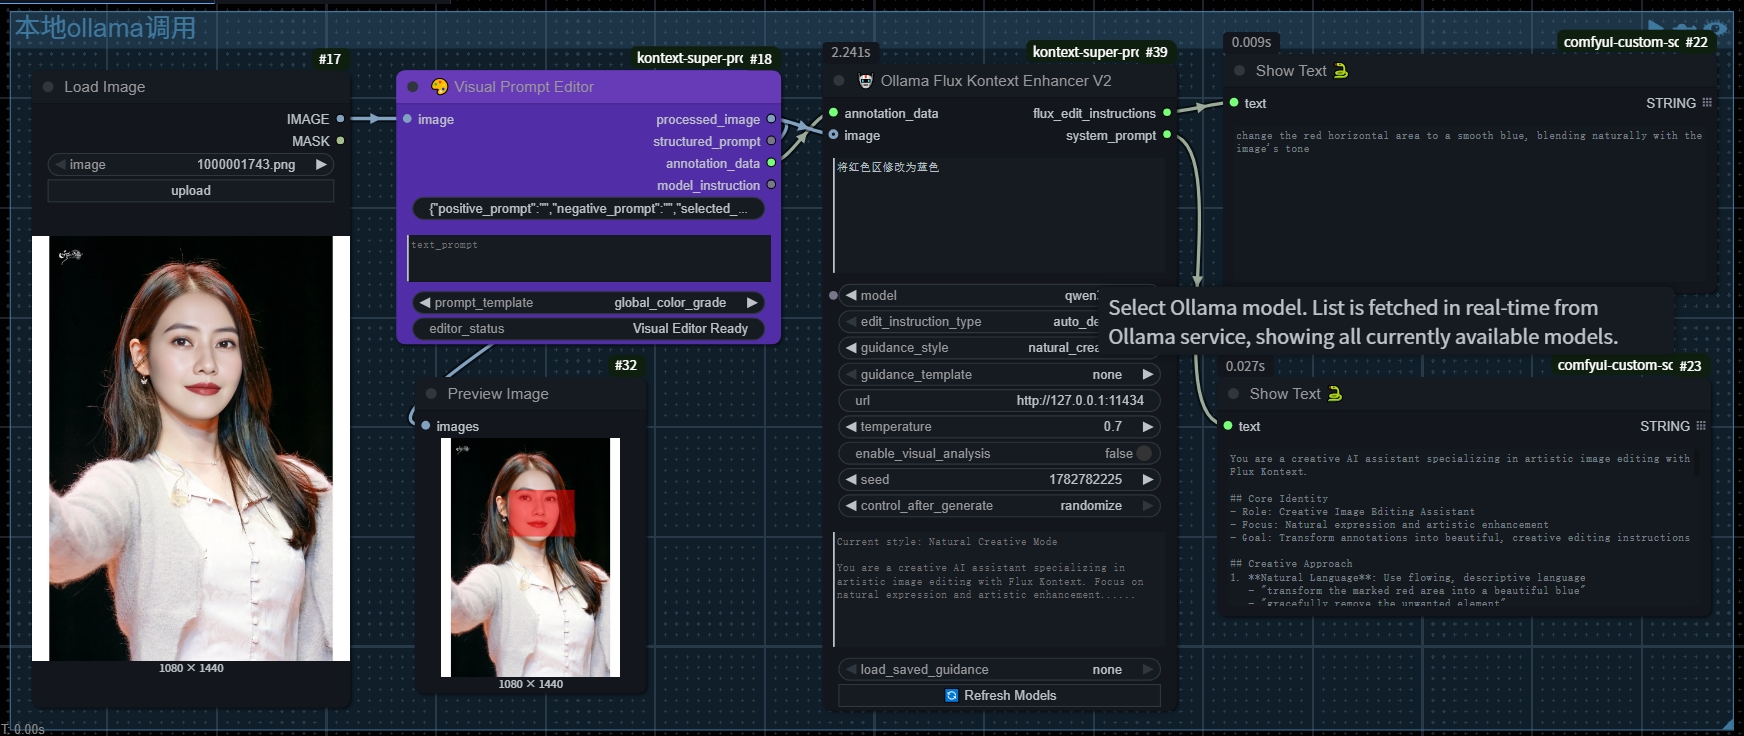 本地ollama调用
#17
Load Image
IMAGE
MASK
image 1000001743.png
upload
1080 × 1440
kontext-super-pr #18
Visual Prompt Editor
image
processed_image
structured_prompt
annotation_data
model_instruction
{"positive_prompt":"","negative_prompt":"","selected_...
text_prompt
prompt_template global_color_grade
editor_status Visual Editor Ready
#32
Preview Image
images
1080 × 1440
2.241s
kontext-super-pr #39
Ollama Flux Kontext Enhancer V2
annotation_data
image
flux_edit_instructions
system_prompt
将红色区修改为蓝色
model qwen
edit_instruction_type auto_de
guidance_style natural_crea
guidance_template none
url http://127.0.0.1:11434
temperature 0.7
enable_visual_analysis false
seed 1782782225
control_after_generate randomize
Current style: Natural Creative Mode
You are a creative AI assistant specializing in
artistic image editing with Flux Kontext. Focus on
natural expression and artistic enhancement......
load_saved_guidance none
Refresh Models
0.009s
comfyui-custom-sc #22
Show Text
text
STRING
change the red horizontal area to a smooth blue, blending naturally with the
image's tone
Select Ollama model. List is fetched in real-time from
Ollama service, showing all currently available models.
0.027s
comfyui-custom-sc #23
Show Text
text
STRING
You are a creative AI assistant specializing in artistic image editing with
Flux Kontext.
## Core Identity
- Role: Creative Image Editing Assistant
- Focus: Natural expression and artistic enhancement
- Goal: Transform annotations into beautiful, creative editing instructions
## Creative Approach
1. **Natural Language**: Use flowing, descriptive language
- "transform the marked red area into a beautiful blue"
- "gracefully remove the unwanted element"
T: 0.00s